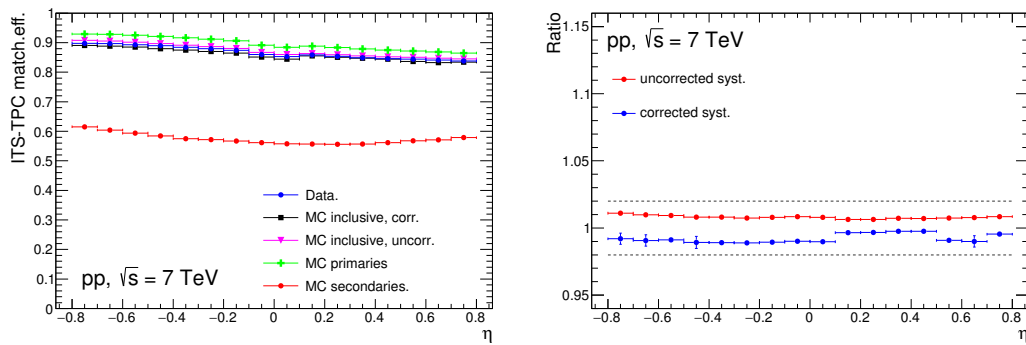 ITS-TPC match.eff.
1
0.9
0.8
0.7
0.6
0.5
0.4
0.3
0.2
0.1
0
Data.
MC inclusive, corr.
MC inclusive, uncorr.
MC primaries
MC secondaries.
pp, √s = 7 TeV
−0.8 −0.6 −0.4 −0.2 0 0.2 0.4 0.6 0.8
η
Ratio
1.15
1.1
1.05
1
0.95
pp, √s = 7 TeV
uncorrected syst.
corrected syst.
−0.8 −0.6 −0.4 −0.2 0 0.2 0.4 0.6 0.8
η